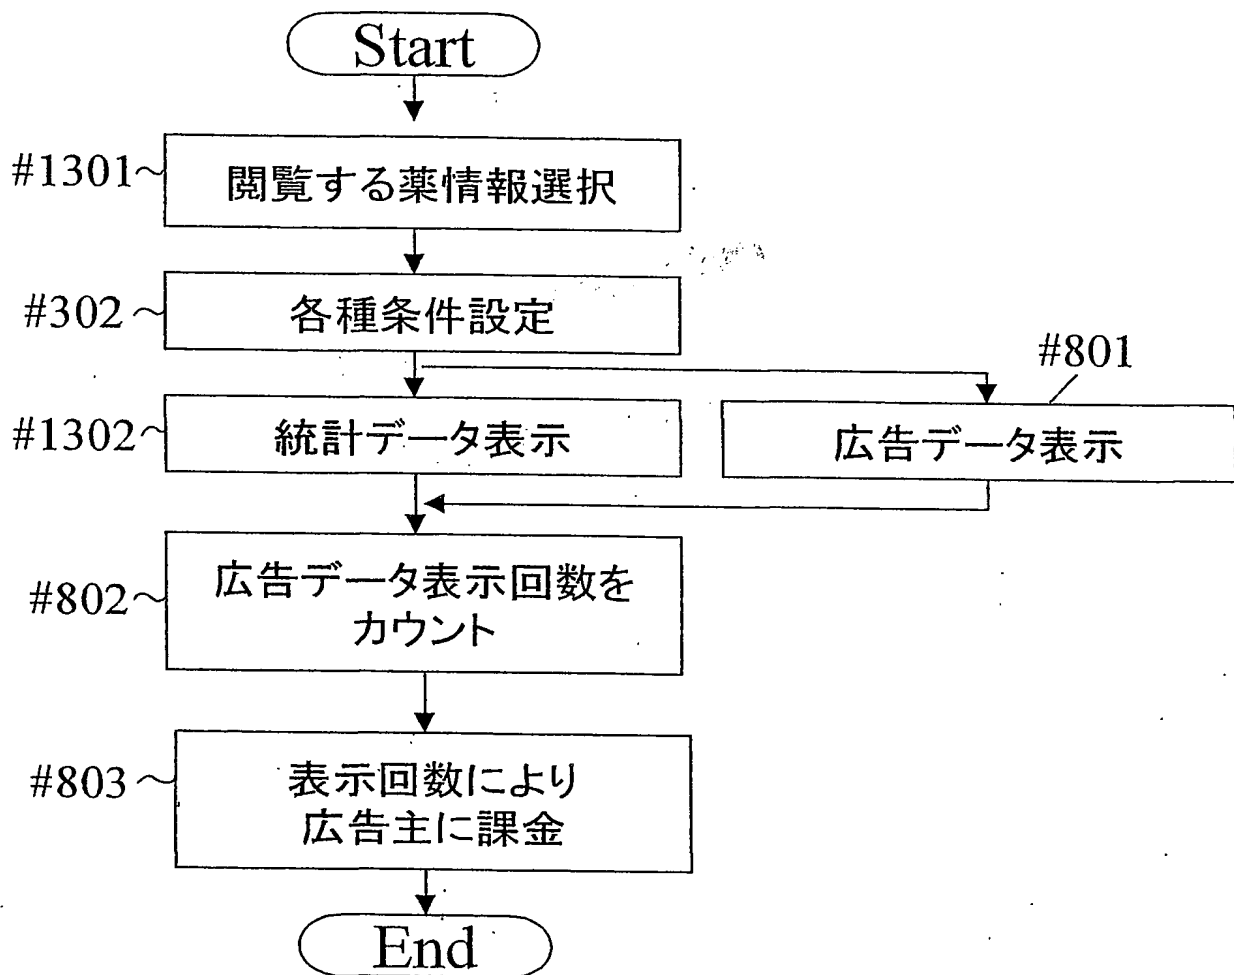 Start
#1301
閲覧する薬情報選択
#302
各種条件設定
#801
#1302
統計データ表示
広告データ表示
#802
広告データ表示回数を
カウント
#803
表示回数により
広告主に課金
End